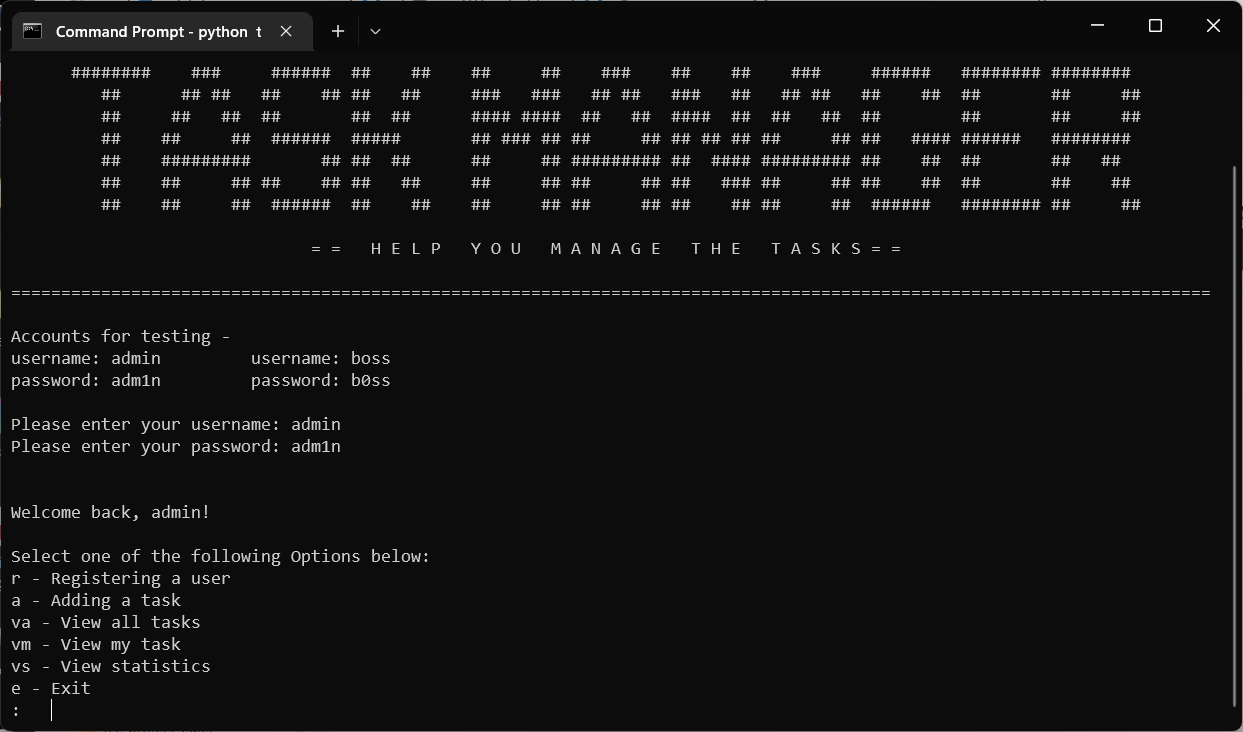 Command Prompt - python t
TASK MANAGER
== HELP YOU MANAGE THE TASKS==
========================================================================================================================
Accounts for testing -
username: admin         username: boss
password: adm1n         password: b0ss
Please enter your username: admin
Please enter your password: adm1n
Welcome back, admin!
Select one of the following Options below:
r - Registering a user
a - Adding a task
va - View all tasks
vm - View my task
vs - View statistics
e - Exit
: